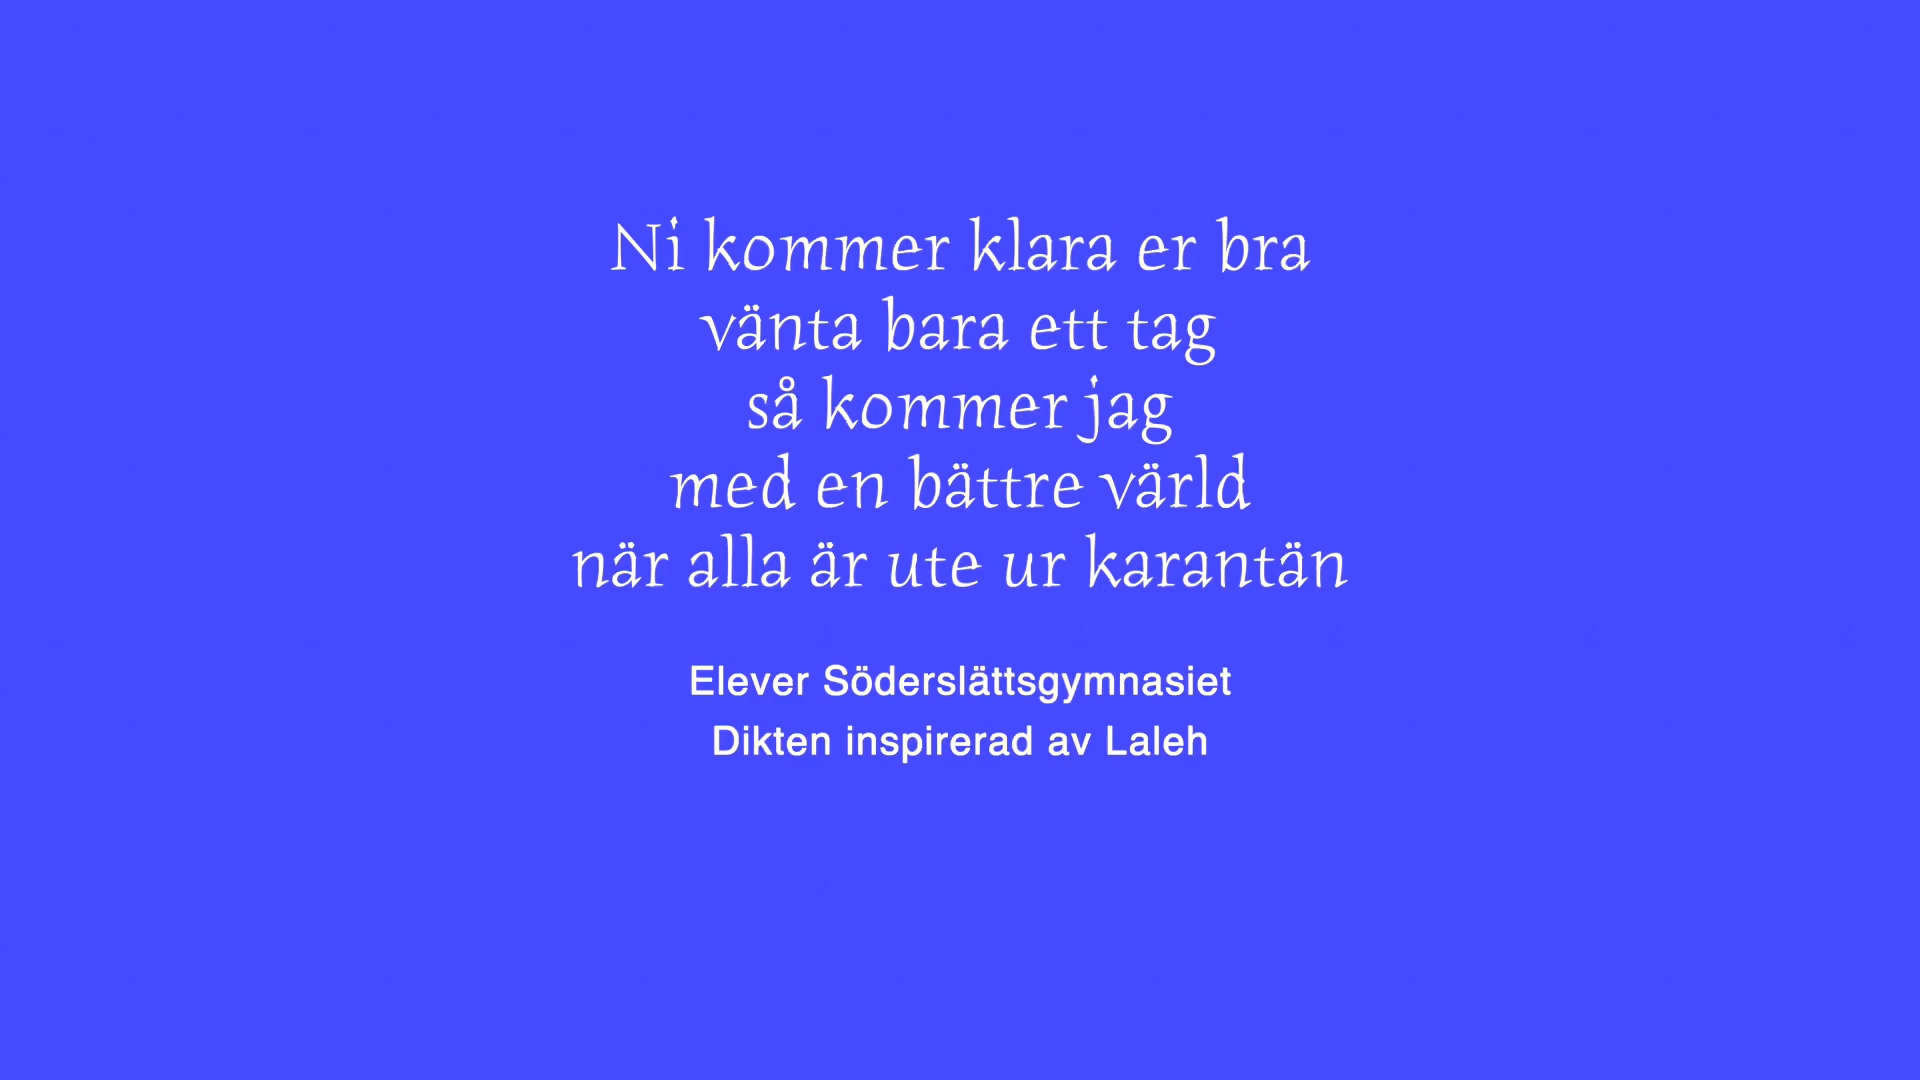 Ni kommer klara er bra
vänta bara ett tag
så kommer jag
med en bättre värld
när alla är ute ur karantän
Elever Söderslättsgymnasiet
Dikten inspirerad av Laleh